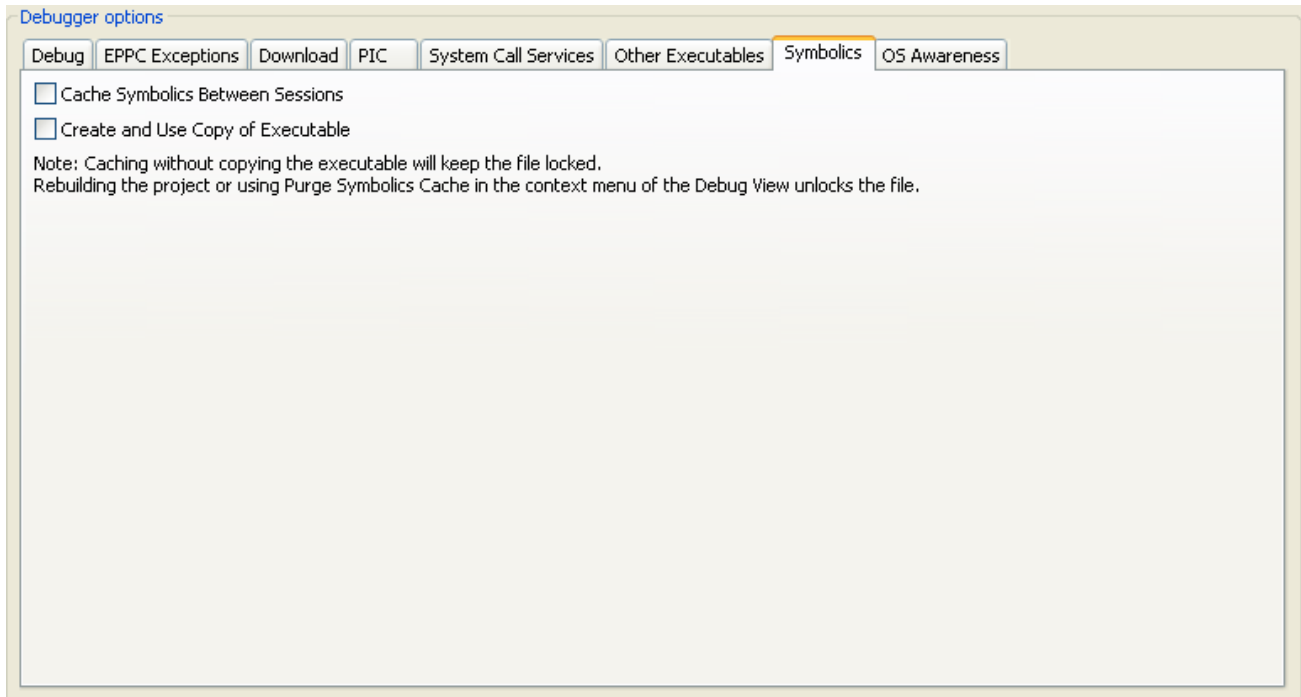 Debugger options
Debug EPPC Exceptions Download PIC System Call Services Other Executables Symbolics OS Awareness
Cache Symbolics Between Sessions
Create and Use Copy of Executable
Note: Caching without copying the executable will keep the file locked.
Rebuilding the project or using Purge Symbolics Cache in the context menu of the Debug View unlocks the file.